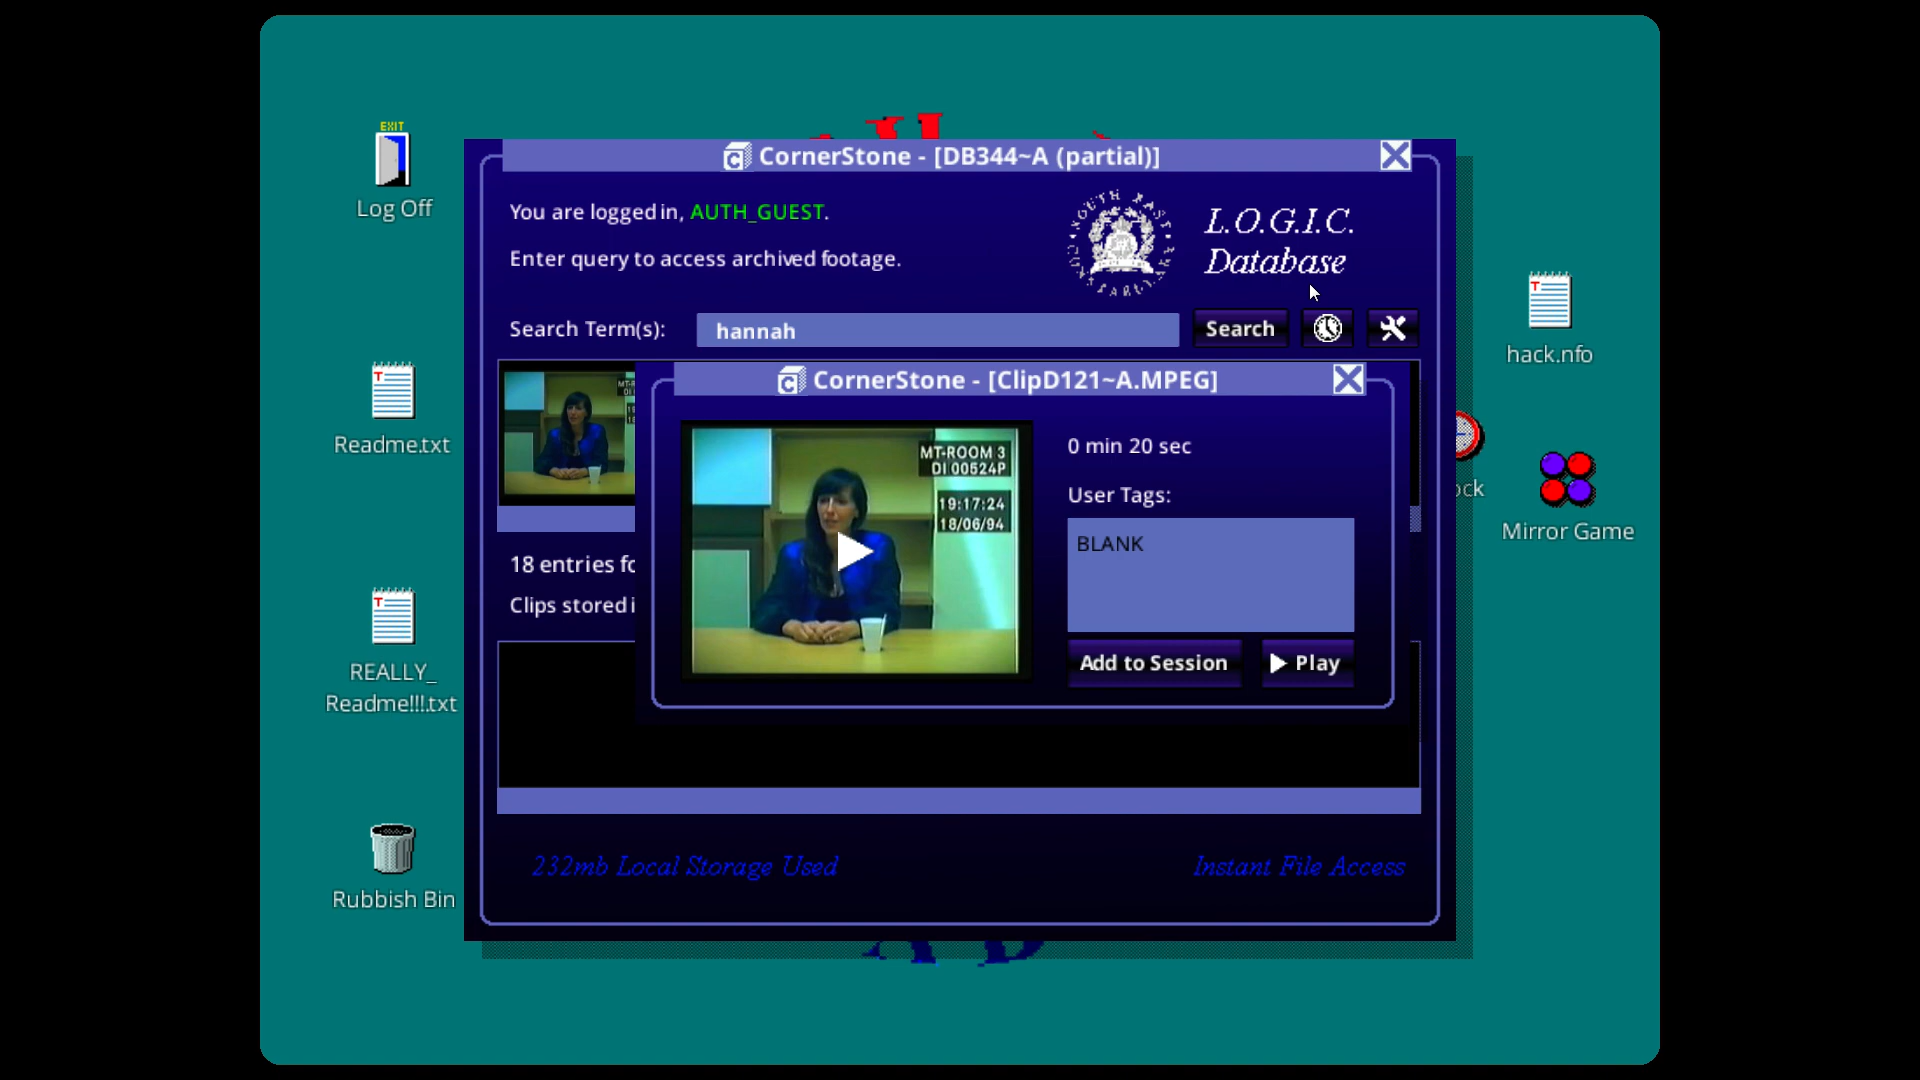 EXIT
Log Off
Readme.txt
REALLY_
Readme!!!.txt
Rubbish Bin
CornerStone - [DB344~A (partial)]
You are logged in, AUTH_GUEST.
Enter query to access archived footage.
SOUTH EAST
L.O.G.I.C.
Database
Search Term(s):
hannah
Search
CornerStone - [ClipD121~A.MPEG]
MT-ROOM 3
DI 00524P
19:17:24
18/06/94
0 min 20 sec
User Tags:
BLANK
Add to Session
Play
18 entries fo
Clips stored i
232mb Local Storage Used
Instant File Access
hack.nfo
ock
Mirror Game